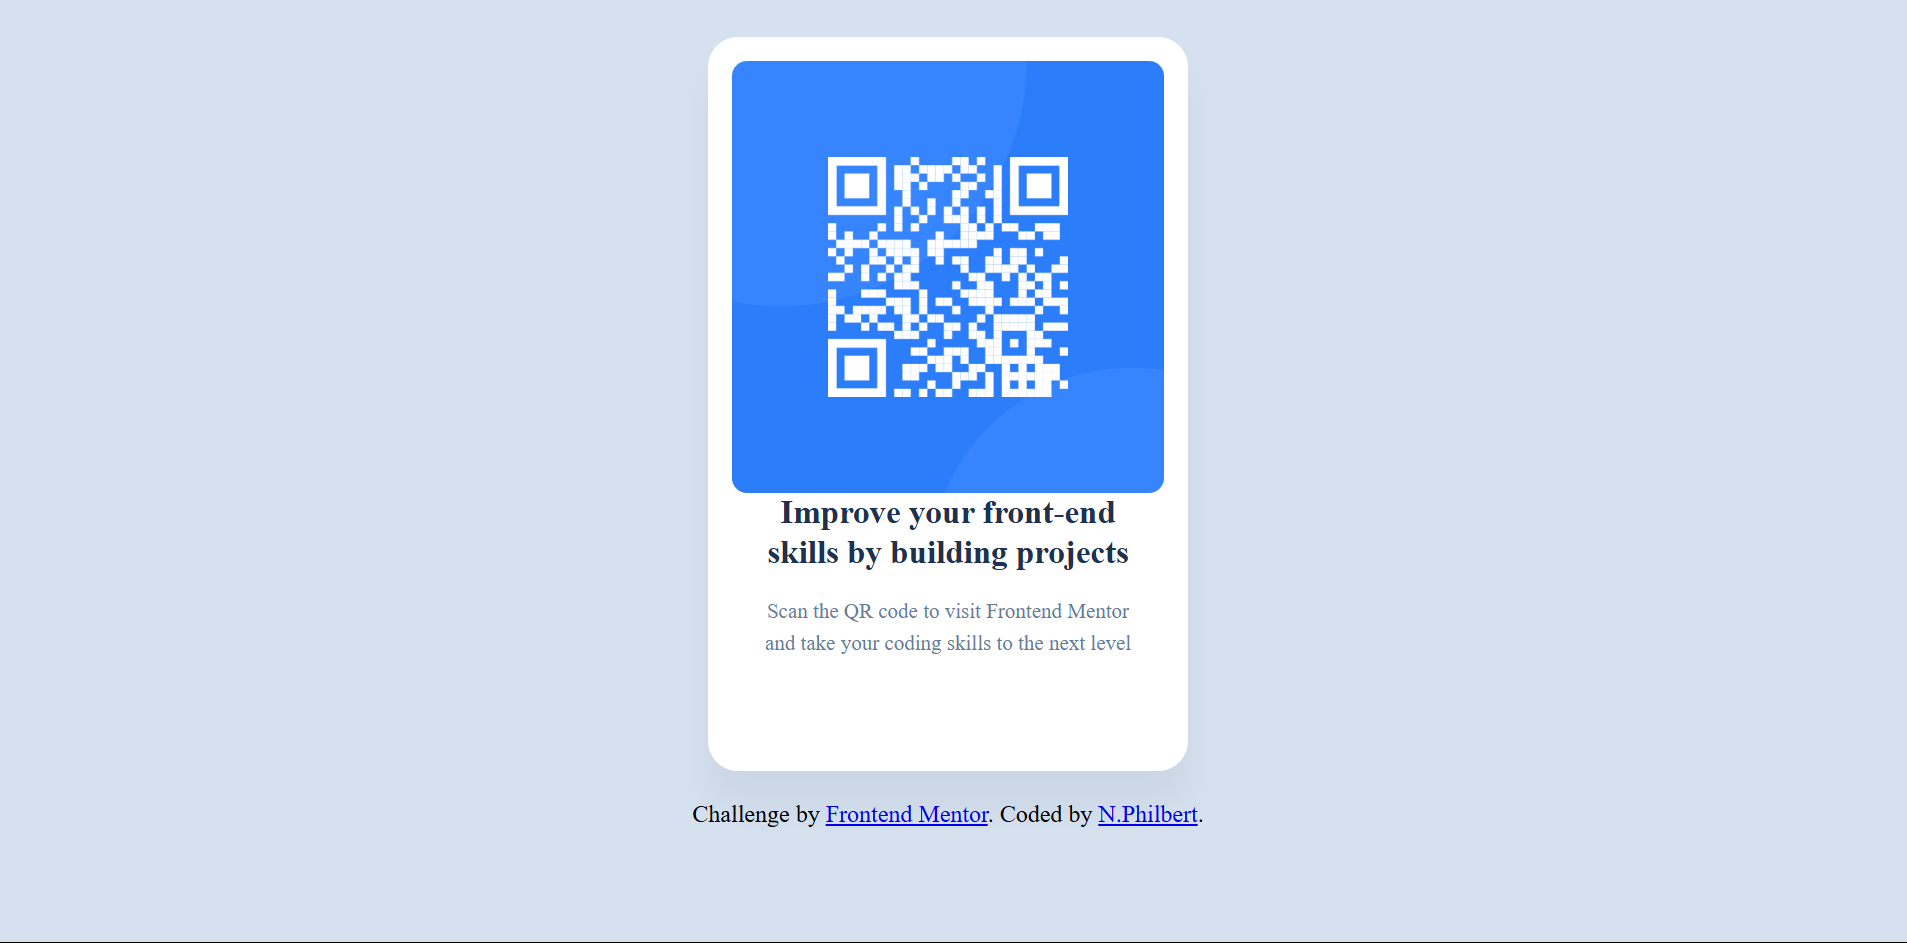 Improve your front-end
skills by building projects
Scan the QR code to visit Frontend Mentor
and take your coding skills to the next level
Challenge by Frontend Mentor. Coded by N.Philbert.